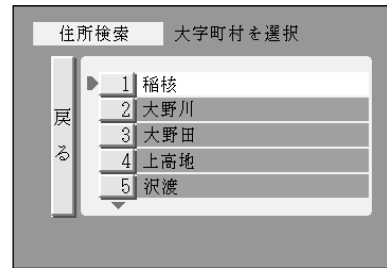 住所検索 大字町村を選択
戻る
1 稲核
2 大野川
3 大野田
4 上高地
5 沢渡